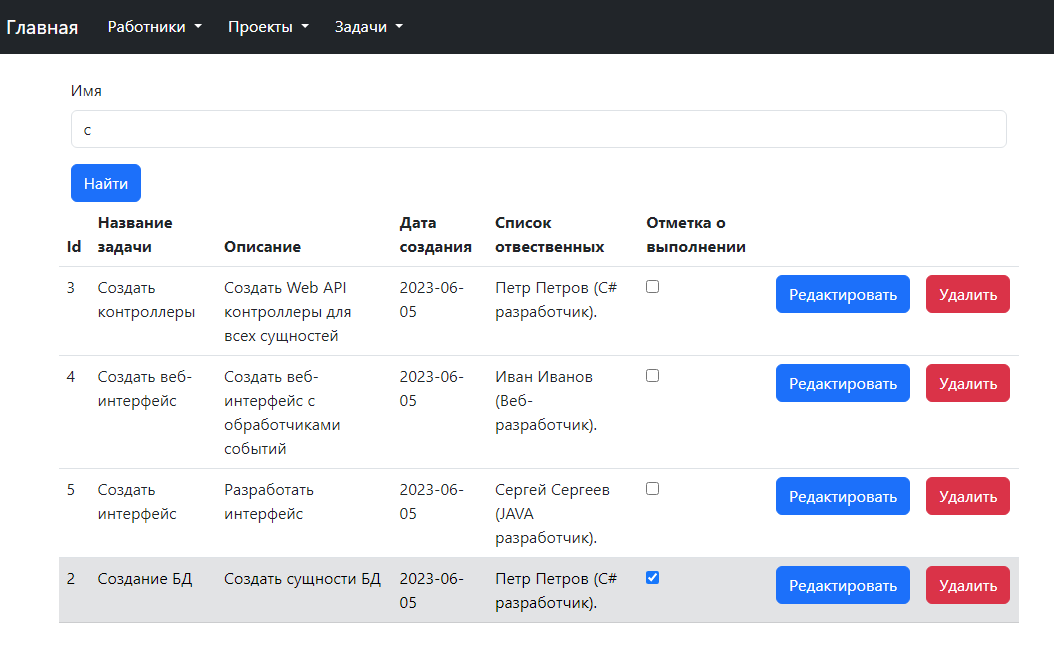 Главная Работники Проекты Задачи
Имя
с
Найти
Id Название задачи Описание Дата создания Список отвественных Отметка о выполнении
3 Создать контроллеры Создать Web API контроллеры для всех сущностей 2023-06-05 Петр Петров (C# разработчик). Редактировать Удалить
4 Создать веб-интерфейс Создать веб-интерфейс с обработчиками событий 2023-06-05 Иван Иванов (Веб-разработчик). Редактировать Удалить
5 Создать интерфейс Разработать интерфейс 2023-06-05 Сергей Сергеев (JAVA разработчик). Редактировать Удалить
2 Создание БД Создать сущности БД 2023-06-05 Петр Петров (C# разработчик). Редактировать Удалить